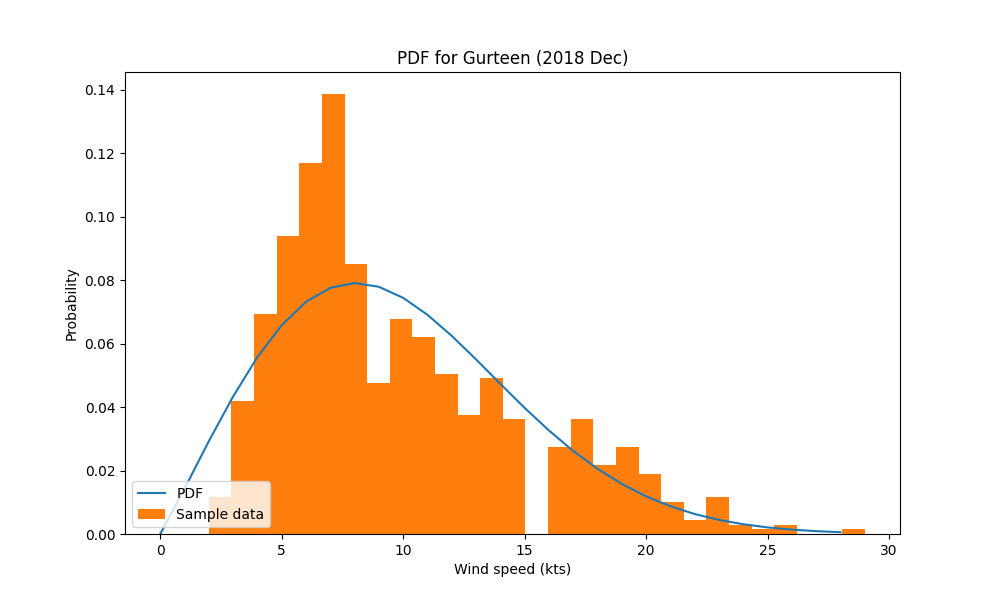 PDF for Gurteen (2018 Dec)
Probability
0.14
0.12
0.10
0.08
0.06
0.04
0.02
0.00
PDF
Sample data
0 5 10 15 20 25 30
Wind speed (kts)